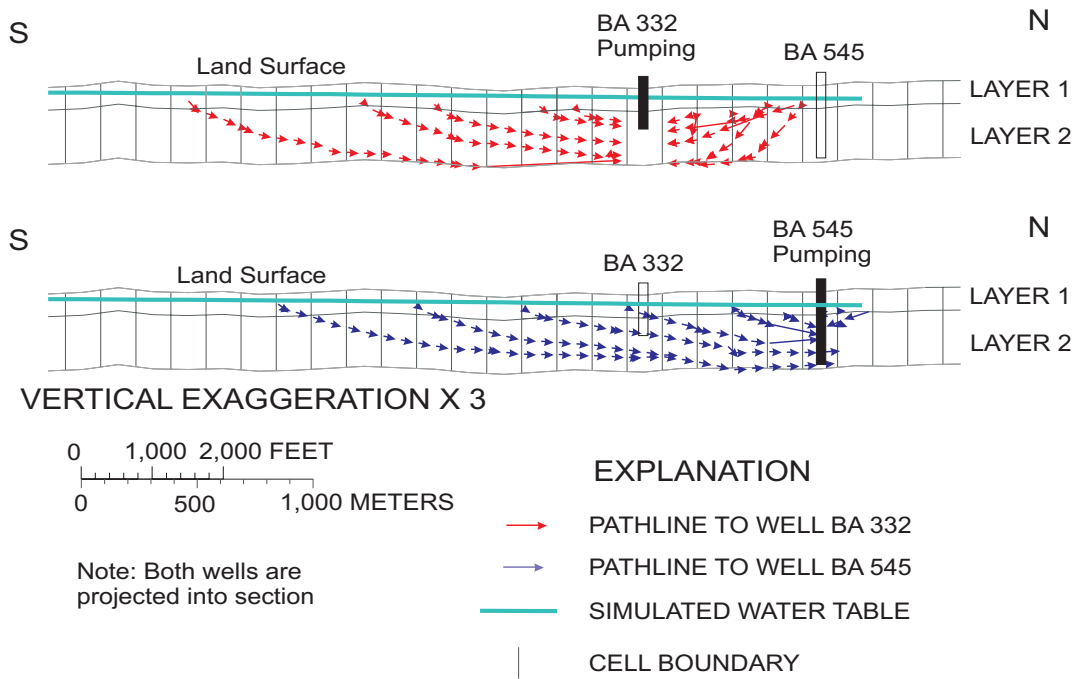 S
N
BA 332
Pumping
BA 545
Land Surface
LAYER 1
LAYER 2
S
N
BA 545
Pumping
BA 332
Land Surface
LAYER 1
LAYER 2
VERTICAL EXAGGERATION X 3
0 1,000 2,000 FEET
0 500 1,000 METERS
Note: Both wells are
projected into section
EXPLANATION
PATHLINE TO WELL BA 332
PATHLINE TO WELL BA 545
SIMULATED WATER TABLE
CELL BOUNDARY